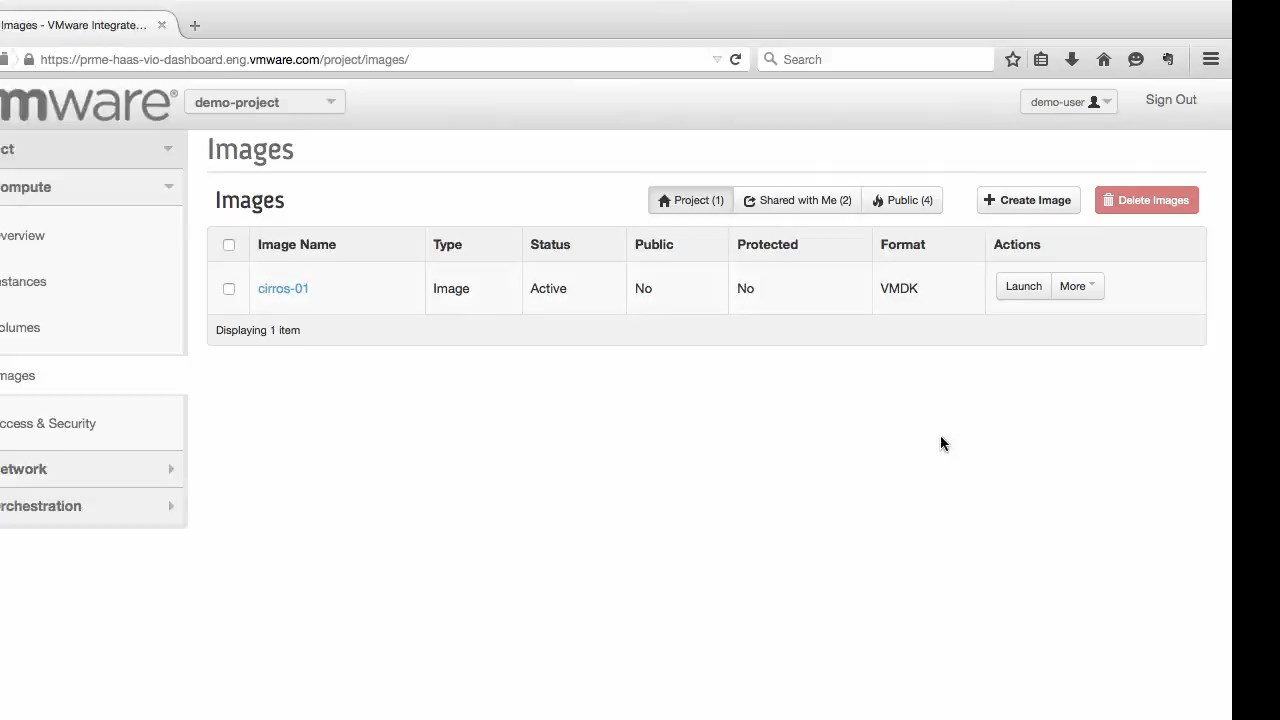 Images - VMware Integrate...
https://prme-haas-vio-dashboard.eng.vmware.com/project/images/
Search
mware®
demo-project
demo-user
Sign Out
ct
ompute
verview
stances
olumes
mages
ccess & Security
etwork
rchestration
Images
Images
Project (1)
Shared with Me (2)
Public (4)
Create Image
Delete Images
Image Name Type Status Public Protected Format Actions
cirros-01 Image Active No No VMDK Launch More
Displaying 1 item